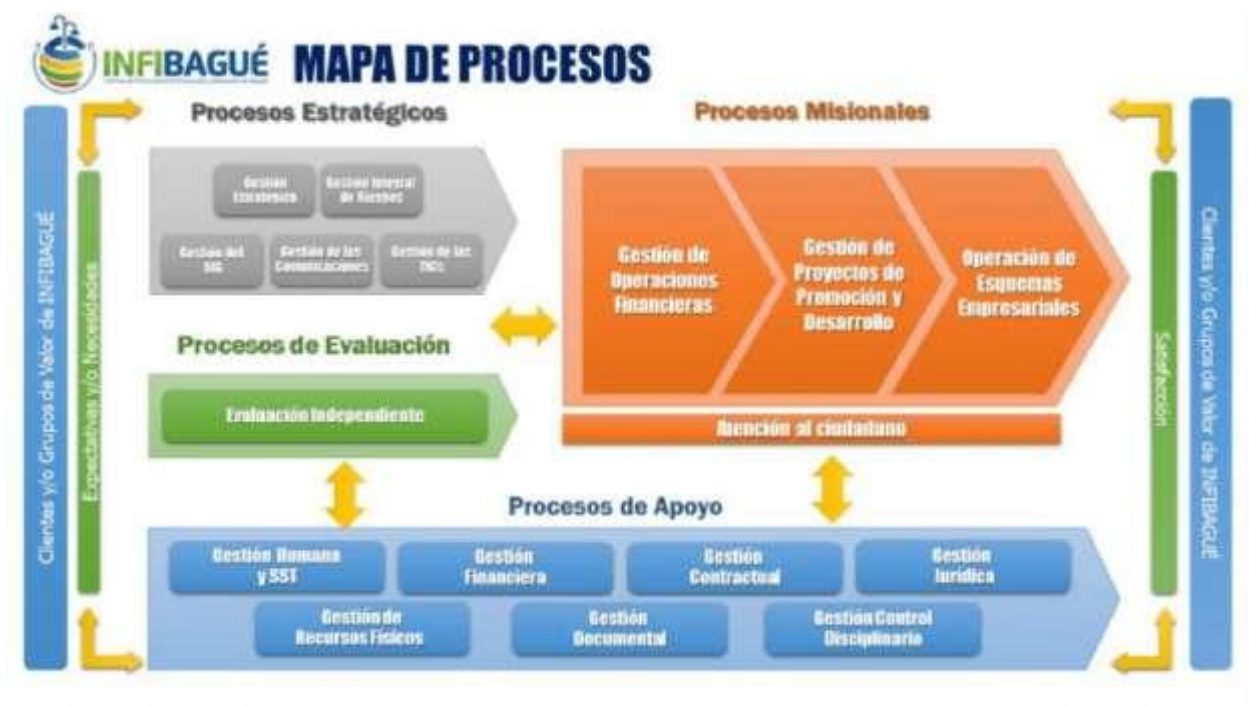 INFIBAGUÉ
MAPA DE PROCESOS
Procesos Estratégicos
Gestión
Estratégica
Gestión Integral
de Riesgos
Gestión del
SIG
Gestión de las
Comunicaciones
Gestión de las
TICs
Procesos de Evaluación
Evaluación Independiente
Procesos Misionales
Gestión de
Operaciones
Financieras
Gestión de
Proyectos de
Promoción y
Desarrollo
Operación de
Esquemas
Empresariales
Atención al ciudadano
Procesos de Apoyo
Gestión Humana
y SST
Gestión
Financiera
Gestión
Contractual
Gestión
Jurídica
Gestión de
Recursos Físicos
Gestión
Documental
Gestión Control
Disciplinario
Clientes y/o Grupos de Valor de INFIBAGUÉ
Expectativas y/o Necesidades
Satisfacción
Clientes y/o Grupos de Valor de INFIBAGUÉ